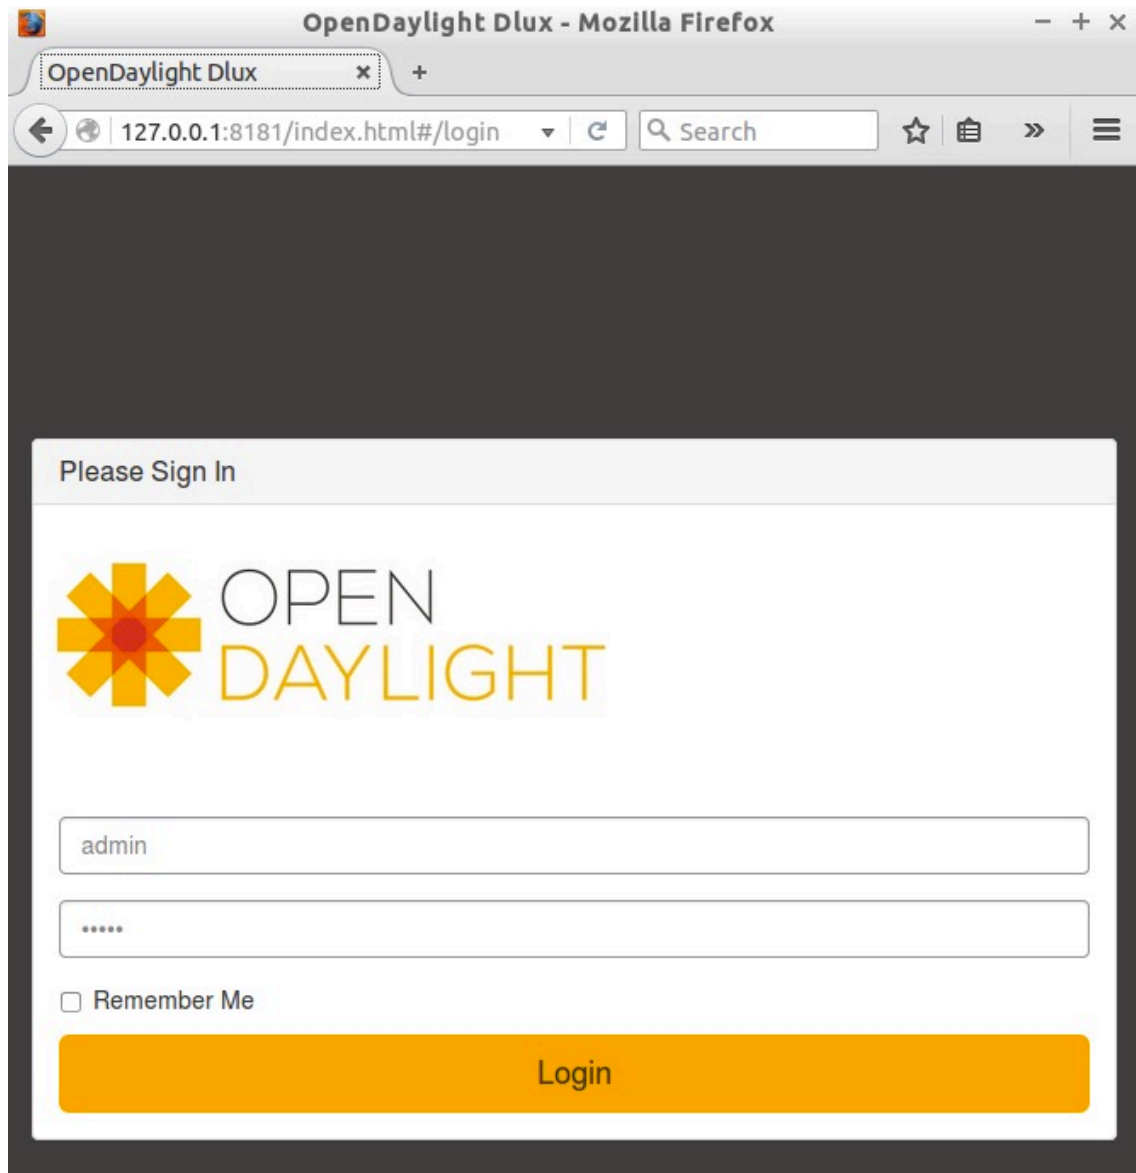 OpenDaylight Dlux - Mozilla Firefox
OpenDaylight Dlux
127.0.0.1:8181/index.html#/login
Search
Please Sign In
OPEN
DAYLIGHT
admin
•••••
Remember Me
Login